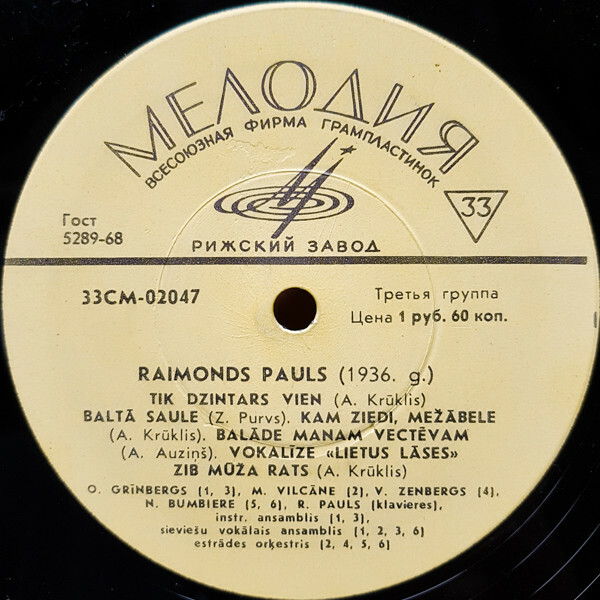 МЕЛОДИЯ
ВСЕСОЮЗНАЯ ФИРМА ГРАМПЛАСТИНОК
33
Гост
5289-68
РИЖСКИЙ ЗАВОД
33СМ-02047
Третья группа
Цена 1 руб. 60 коп.
RAIMONDS PAULS (1936. g.)
TIK DZINTARS VIEN (A. Krūklis)
BALTĀ SAULE (Z. Purvs). KAM ZIEDI, MEŽĀBELE
(A. Krūklis). BALĀDE MANAM VECTĒVAM
(A. Auziņš). VOKALĪZE «LIETUS LĀSES»
ZIB MŪŽA RATS (A. Krūklis)
O. GRĪNBERGS (1, 3), M. VILCĀNE (2), V. ZENBERGS (4),
N. BUMBIERE (5, 6), R. PAULS (klavieres),
instr. ansamblis (1, 3),
sieviešu vokālais ansamblis (1, 2, 3, 6)
estrādes orķestris (2, 4, 5, 6)